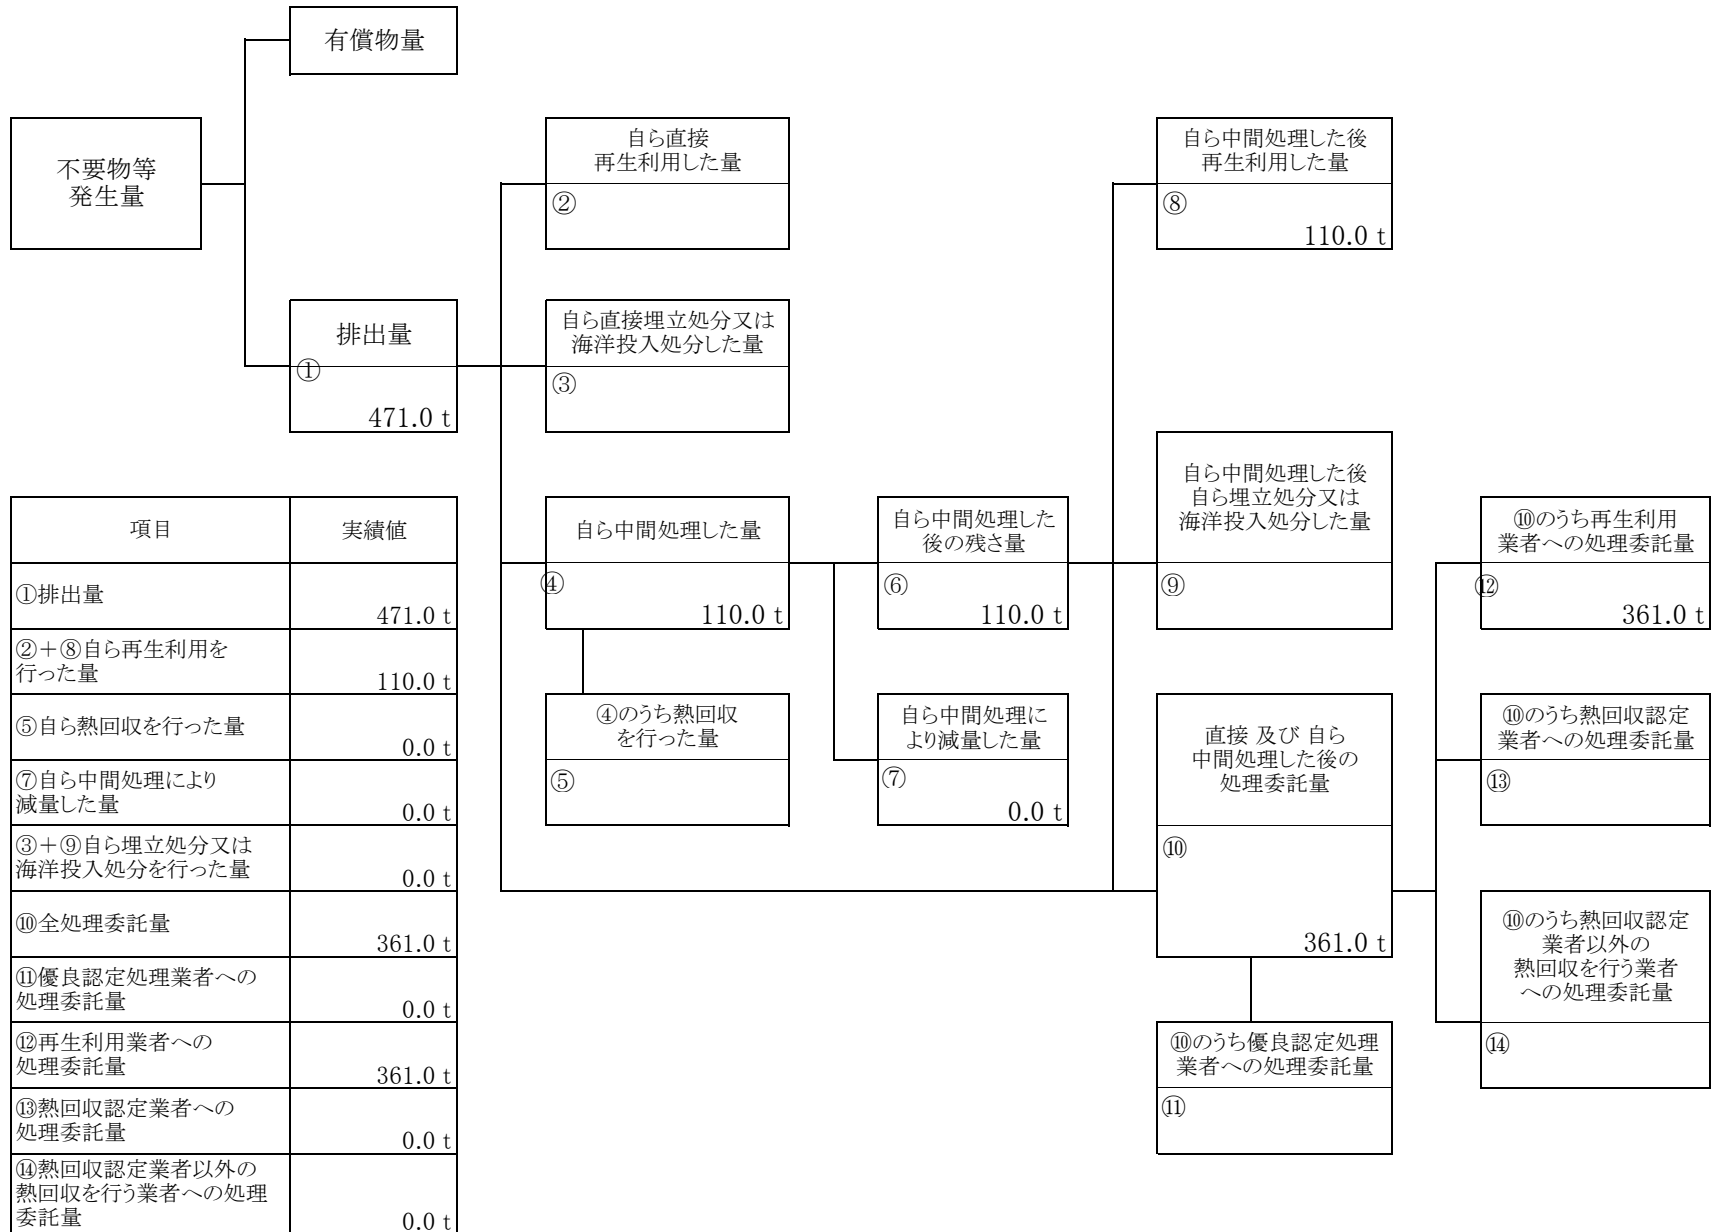 有償物量
不要物等
発生量
自ら直接
再生利用した量
②
自ら中間処理した後
再生利用した量
⑧
110.0 t
排出量
①
471.0 t
自ら直接埋立処分又は
海洋投入処分した量
③
自ら中間処理した量
④
110.0 t
自ら中間処理した
後の残さ量
⑥
110.0 t
自ら中間処理した後
自ら埋立処分又は
海洋投入処分した量
⑨
⑩のうち再生利用
業者への処理委託量
⑫
361.0 t
④のうち熱回収
を行った量
⑤
自ら中間処理に
より減量した量
⑦
0.0 t
直接 及び 自ら
中間処理した後の
処理委託量
⑩
361.0 t
⑩のうち熱回収認定
業者への処理委託量
⑬
⑩のうち熱回収認定
業者以外の
熱回収を行う業者
への処理委託量
⑭
⑩のうち優良認定処理
業者への処理委託量
⑪
項目 実績値
①排出量
471.0 t
②＋⑧自ら再生利用を
行った量
110.0 t
⑤自ら熱回収を行った量
0.0 t
⑦自ら中間処理により
減量した量
0.0 t
③＋⑨自ら埋立処分又は
海洋投入処分を行った量
0.0 t
⑩全処理委託量
361.0 t
⑪優良認定処理業者への
処理委託量
0.0 t
⑫再生利用業者への
処理委託量
361.0 t
⑬熱回収認定業者への
処理委託量
0.0 t
⑭熱回収認定業者以外の
熱回収を行う業者への処理
委託量
0.0 t